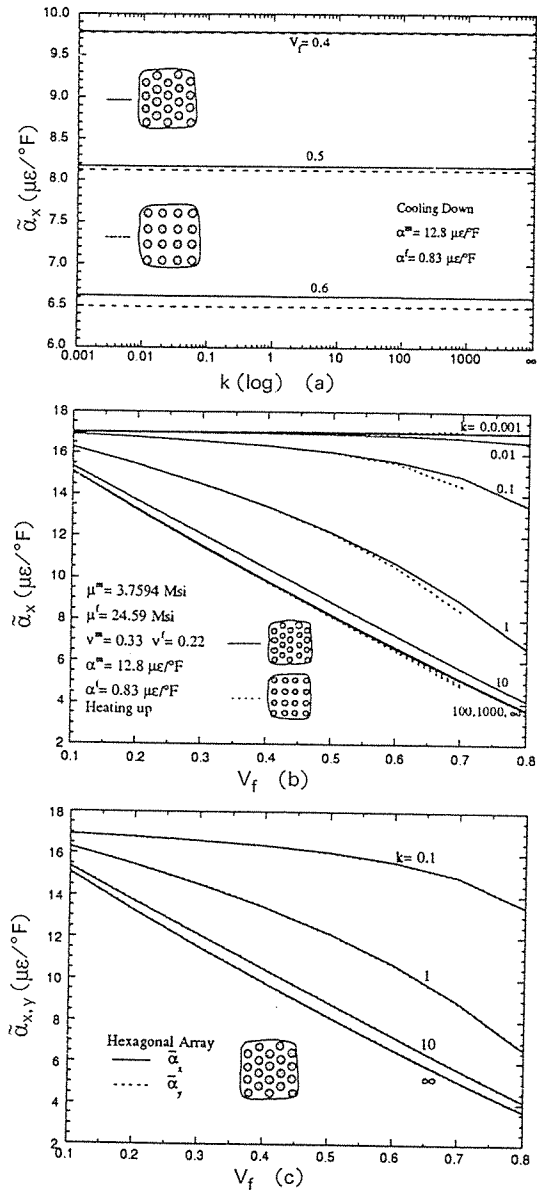 10.0
9.5
9.0
8.5
8.0
7.5
7.0
6.5
6.0
α̃x (με/°F)
Vf= 0.4
0.5
Cooling Down
αᵐ= 12.8 με/°F
αᶠ= 0.83 με/°F
0.6
0.001 0.01 0.1 1 10 100 1000 ∞
k (log) (a)
18
16
14
12
10
8
6
4
2
α̃x (με/°F)
k= 0,0.001
0.01
0.1
μᵐ= 3.7594 Msi
μᶠ= 24.59 Msi
νᵐ= 0.33 νᶠ= 0.22
αᵐ= 12.8 με/°F
αᶠ= 0.83 με/°F
Heating up
1
10
100,1000, ∞
0.1 0.2 0.3 0.4 0.5 0.6 0.7 0.8
Vf (b)
18
16
14
12
10
8
6
4
2
α̃x,y (με/°F)
k= 0.1
1
10
∞
Hexagonal Array
ᾱx
ᾱy
0.1 0.2 0.3 0.4 0.5 0.6 0.7 0.8
Vf (c)